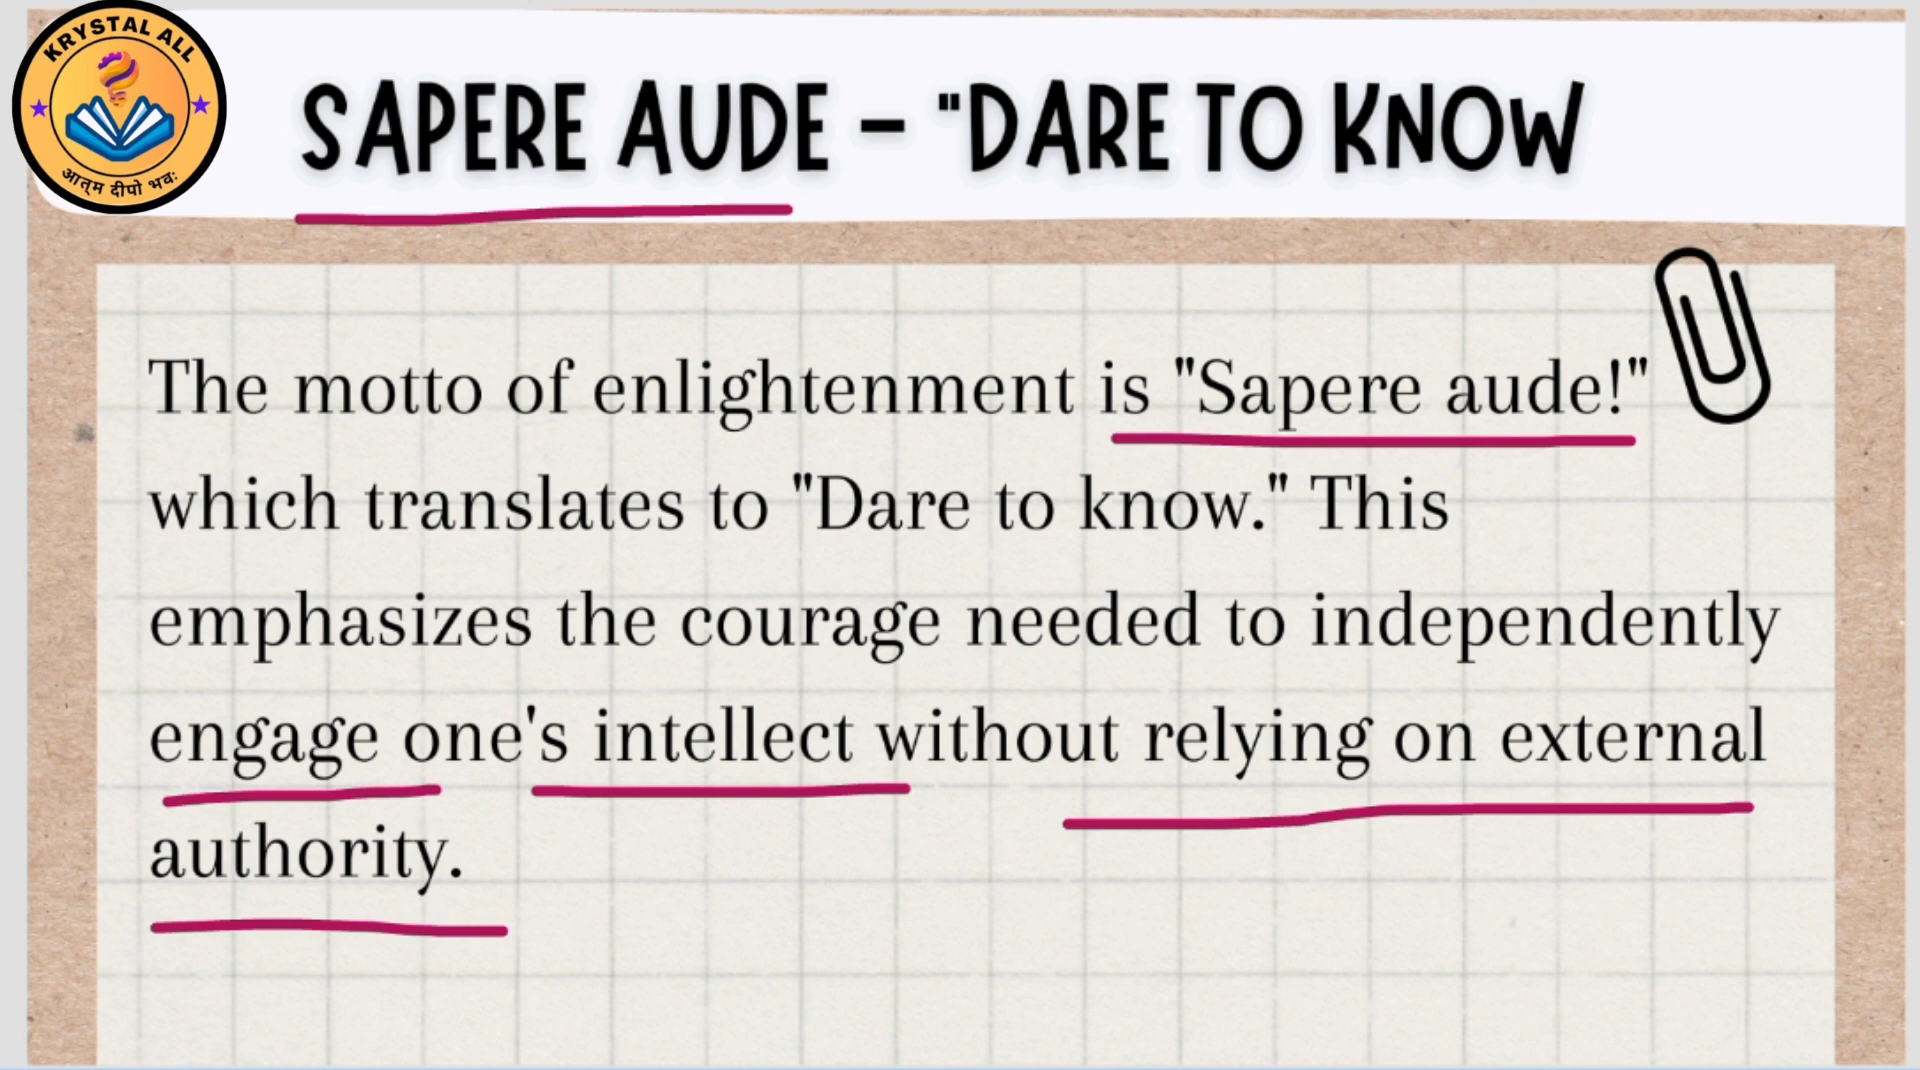 KRYSTAL ALL
आत्म दीपो भवः
SAPERE AUDE – "DARE TO KNOW
The motto of enlightenment is "Sapere aude!"
which translates to "Dare to know." This
emphasizes the courage needed to independently
engage one's intellect without relying on external
authority.